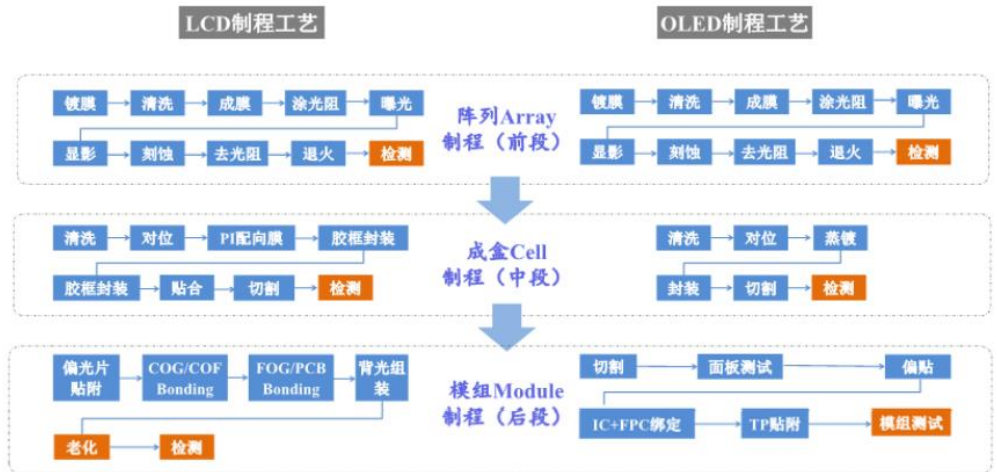 LCD制程工艺
OLED制程工艺
镀膜
清洗
成膜
涂光阻
曝光
显影
刻蚀
去光阻
退火
检测
阵列Array
制程（前段）
镀膜
清洗
成膜
涂光阻
曝光
显影
刻蚀
去光阻
退火
检测
清洗
对位
PI配向膜
胶框封装
胶框封装
贴合
切割
检测
成盒Cell
制程（中段）
清洗
对位
蒸镀
封装
切割
检测
偏光片
贴附
COG/COF
Bonding
FOG/PCB
Bonding
背光组
装
老化
检测
模组Module
制程（后段）
切割
面板测试
偏贴
IC+FPC绑定
TP贴附
模组测试